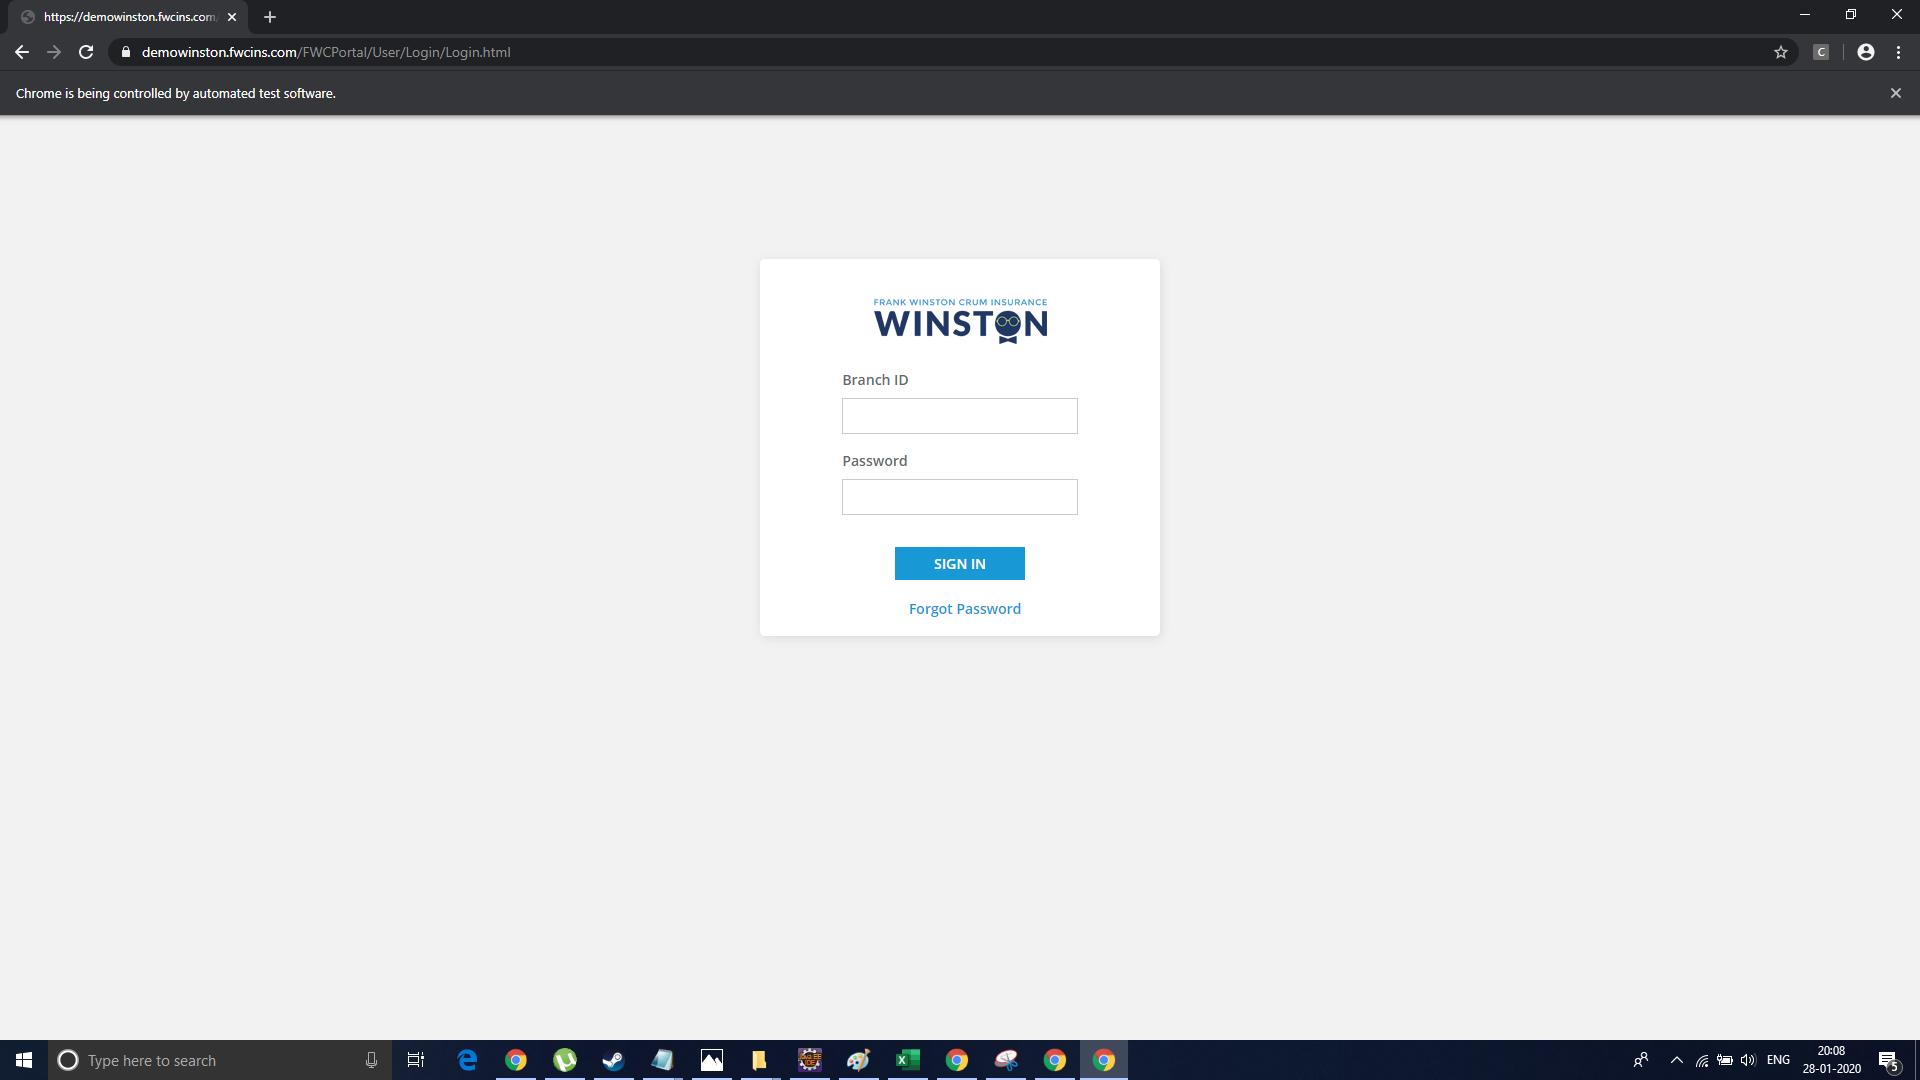 https://demowinston.fwcins.com/
demowinston.fwcins.com/FWCPortal/User/Login/Login.html
C
Chrome is being controlled by automated test software.
FRANK WINSTON CRUM INSURANCE
WINSTON
Branch ID
Password
SIGN IN
Forgot Password
Type here to search
ENG
20:08
28-01-2020
5